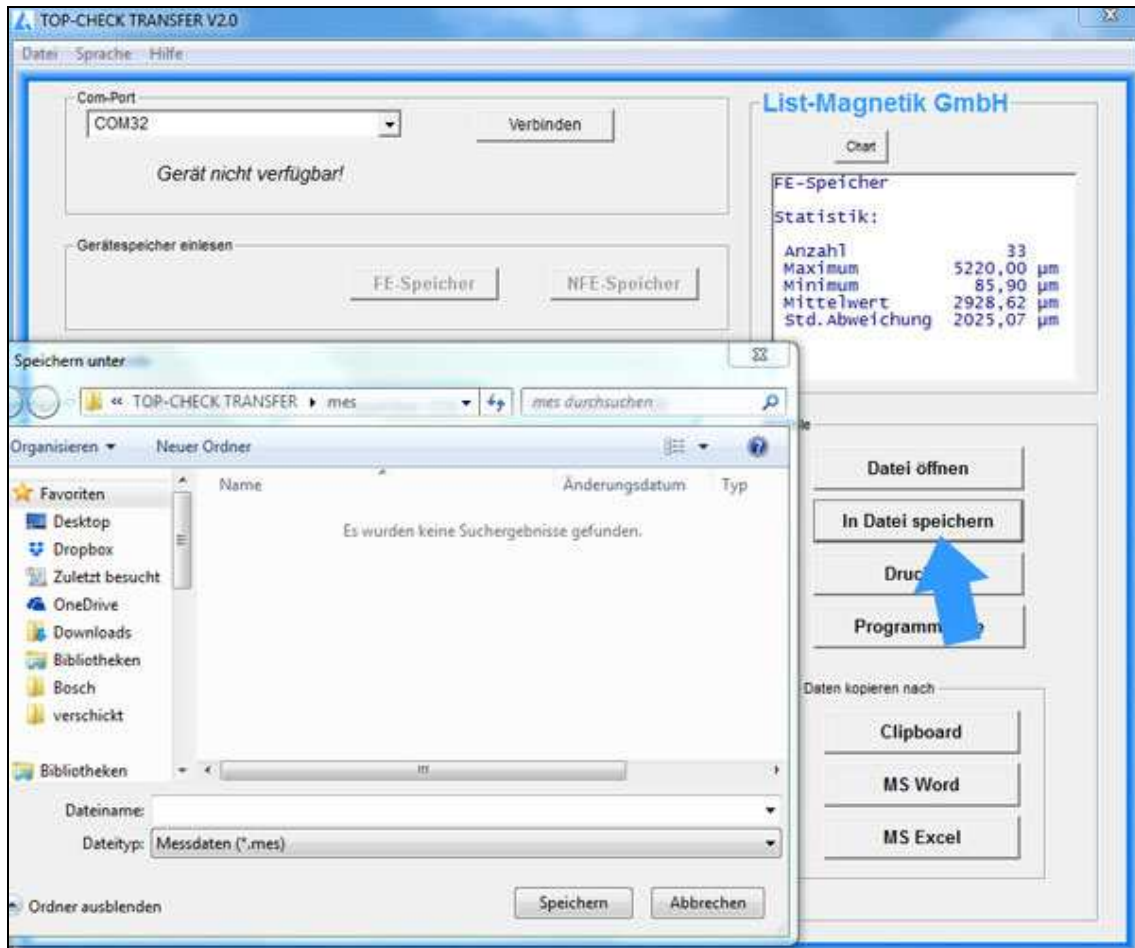 TOP-CHECK TRANSFER V2.0
Datei Sprache Hilfe
Com-Port
COM32
Verbinden
Gerät nicht verfügbar!
Gerätespeicher einlesen
FE-Speicher NFE-Speicher
List-Magnetik GmbH
Chart
FE-Speicher
Statistik:
Anzahl 33
Maximum 5220,00 µm
Minimum 85,90 µm
Mittelwert 2928,62 µm
Std.Abweichung 2025,07 µm
Speichern unter
« TOP-CHECK TRANSFER mes
mes durchsuchen
Organisieren Neuer Ordner
Name Änderungsdatum Typ
Es wurden keine Suchergebnisse gefunden.
Favoriten
Desktop
Dropbox
Zuletzt besucht
OneDrive
Downloads
Bibliotheken
Bosch
verschickt
Bibliotheken
Dateiname:
Dateityp: Messdaten (*.mes)
Ordner ausblenden
Speichern Abbrechen
Datei öffnen
In Datei speichern
Daten kopieren nach
Clipboard
MS Word
MS Excel